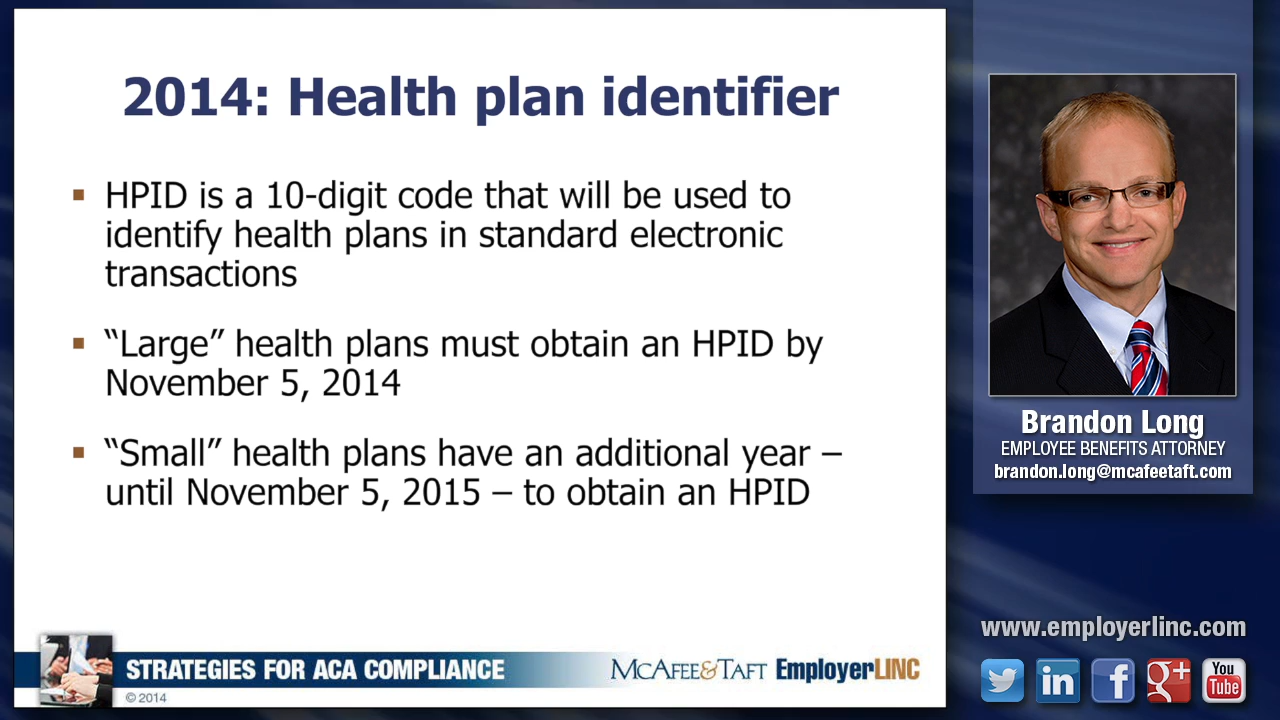 2014: Health plan identifier
HPID is a 10-digit code that will be used to
identify health plans in standard electronic
transactions
“Large” health plans must obtain an HPID by
November 5, 2014
“Small” health plans have an additional year –
until November 5, 2015 – to obtain an HPID
STRATEGIES FOR ACA COMPLIANCE
MCAFEE&TAFT EmployerLINC
© 2014
Brandon Long
EMPLOYEE BENEFITS ATTORNEY
brandon.long@mcafeetaft.com
www.employerlinc.com
in
f
g+
You
Tube